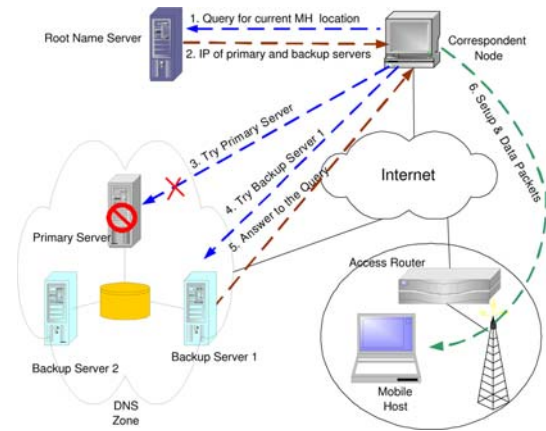 1. Query for current MH location
Root Name Server
2. IP of primary and backup servers
Correspondent
Node
3. Try Primary Server
4. Try Backup Server 1
5. Answer to the Query
6. Setup & Data Packets
Internet
Primary Server
Access Router
Backup Server 2
Backup Server 1
Mobile
Host
DNS
Zone